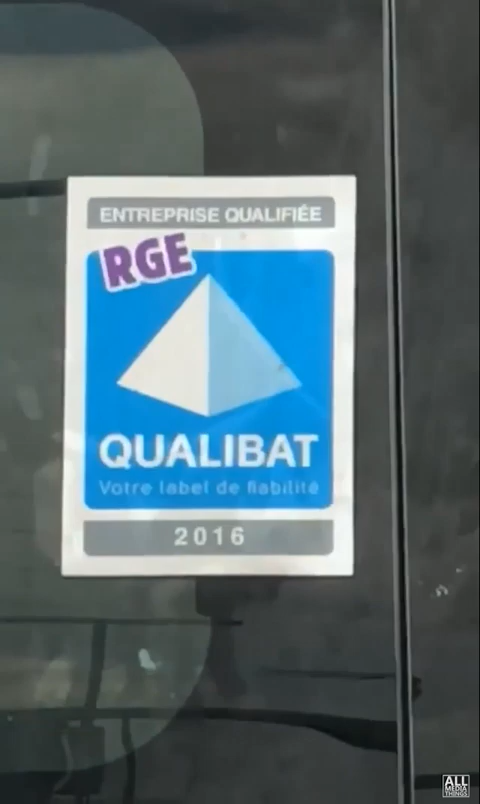 ENTREPRISE QUALIFIÉE
RGE
QUALIBAT
Votre label de fiabilité
2016
ALL
MEDIA
THINGS